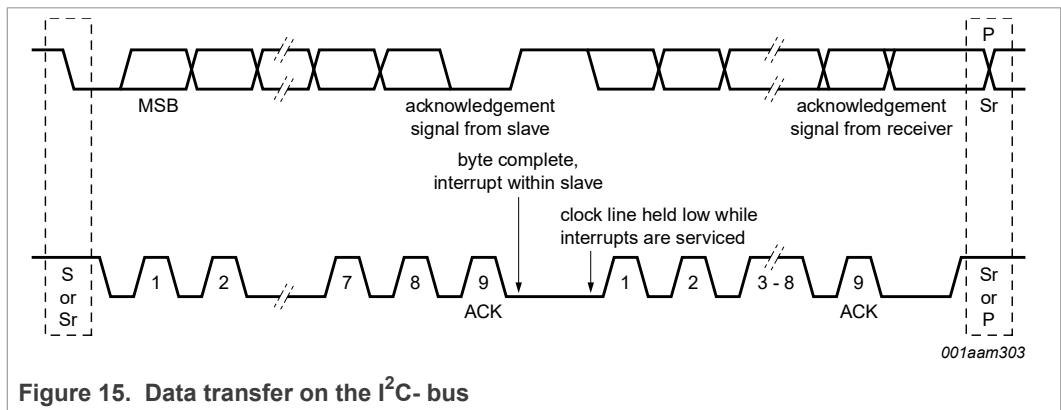 P
MSB
acknowledgement
signal from slave
acknowledgement
signal from receiver
Sr
byte complete,
interrupt within slave
clock line held low while
interrupts are serviced
S
or
Sr
1
2
7
8
9
ACK
1
2
3 - 8
9
ACK
Sr
or
P
001aam303
Figure 15. Data transfer on the I²C- bus